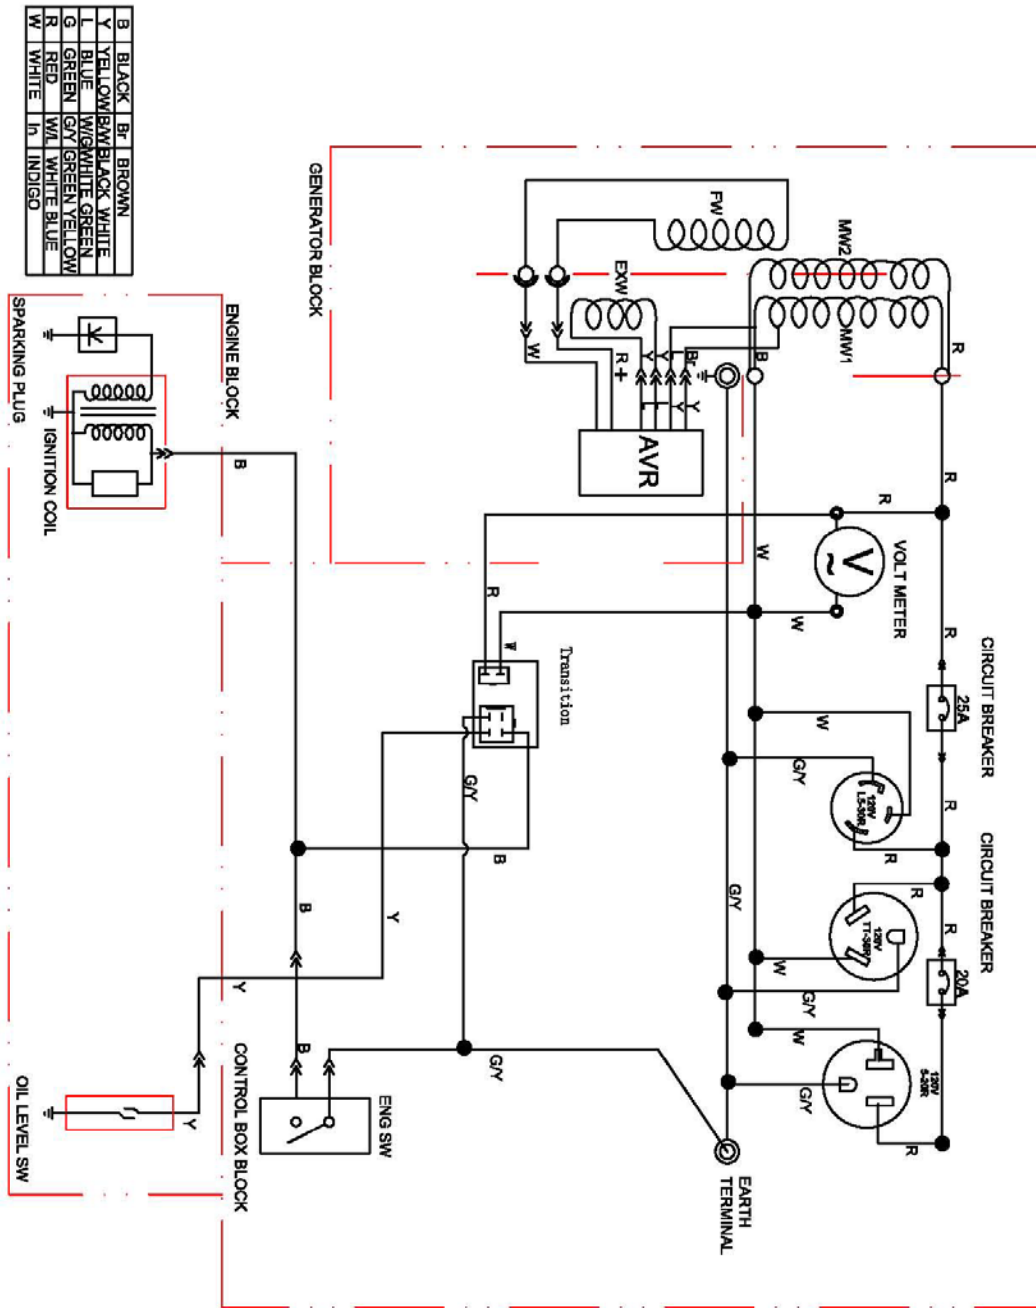 B BLACK Br BROWN
Y YELLOW B/W BLACK WHITE
L BLUE W/G WHITE GREEN
G GREEN G/Y GREEN YELLOW
R RED W/L WHITE BLUE
W WHITE In INDIGO
GENERATOR BLOCK
FW
MW2
MW1
EXW
W
R +
Y
Y
L
Br
B
R
L
Y
Y
AVR
ENGINE BLOCK
SPARKING PLUG
IGNITION COIL
B
R
R
V
~
VOLT METER
W
W
R
R
W
Transition
CIRCUIT BREAKER
25A
W
G/Y
120V
L5-30R
R
R
G/Y
B
B
Y
G/Y
CIRCUIT BREAKER
20A
R
R
120V
TT-30R
W
G/Y
W
120V
5-20R
G/Y
R
Y
B
G/Y
CONTROL BOX BLOCK
ENG SW
EARTH
TERMINAL
Y
OIL LEVEL SW